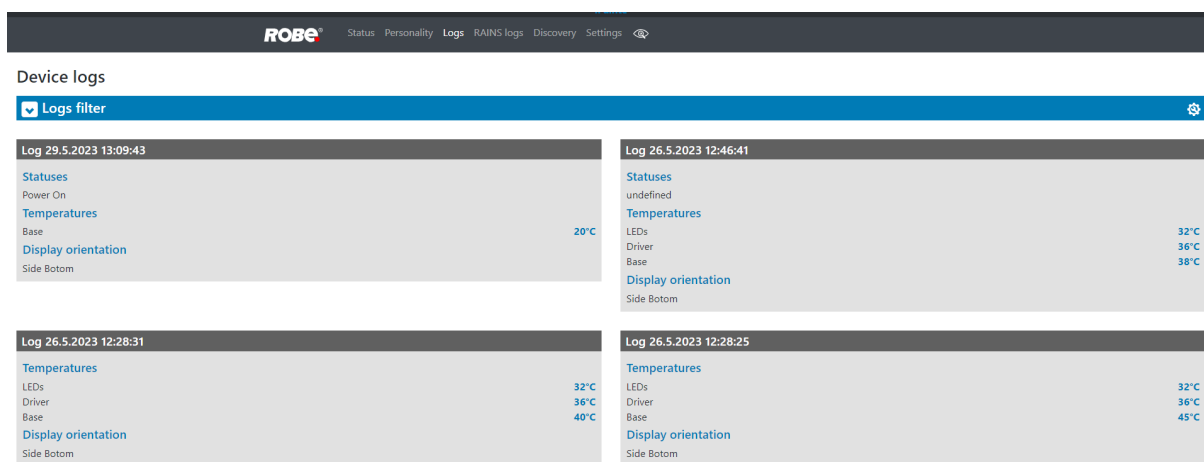 ROBE® Status Personality Logs RAINS logs Discovery Settings
Device logs
Logs filter
Log 29.5.2023 13:09:43
Statuses
Power On
Temperatures
Base 20°C
Display orientation
Side Botom
Log 26.5.2023 12:46:41
Statuses
undefined
Temperatures
LEDs 32°C
Driver 36°C
Base 38°C
Display orientation
Side Botom
Log 26.5.2023 12:28:31
Temperatures
LEDs 32°C
Driver 36°C
Base 40°C
Display orientation
Side Botom
Log 26.5.2023 12:28:25
Temperatures
LEDs 32°C
Driver 36°C
Base 45°C
Display orientation
Side Botom